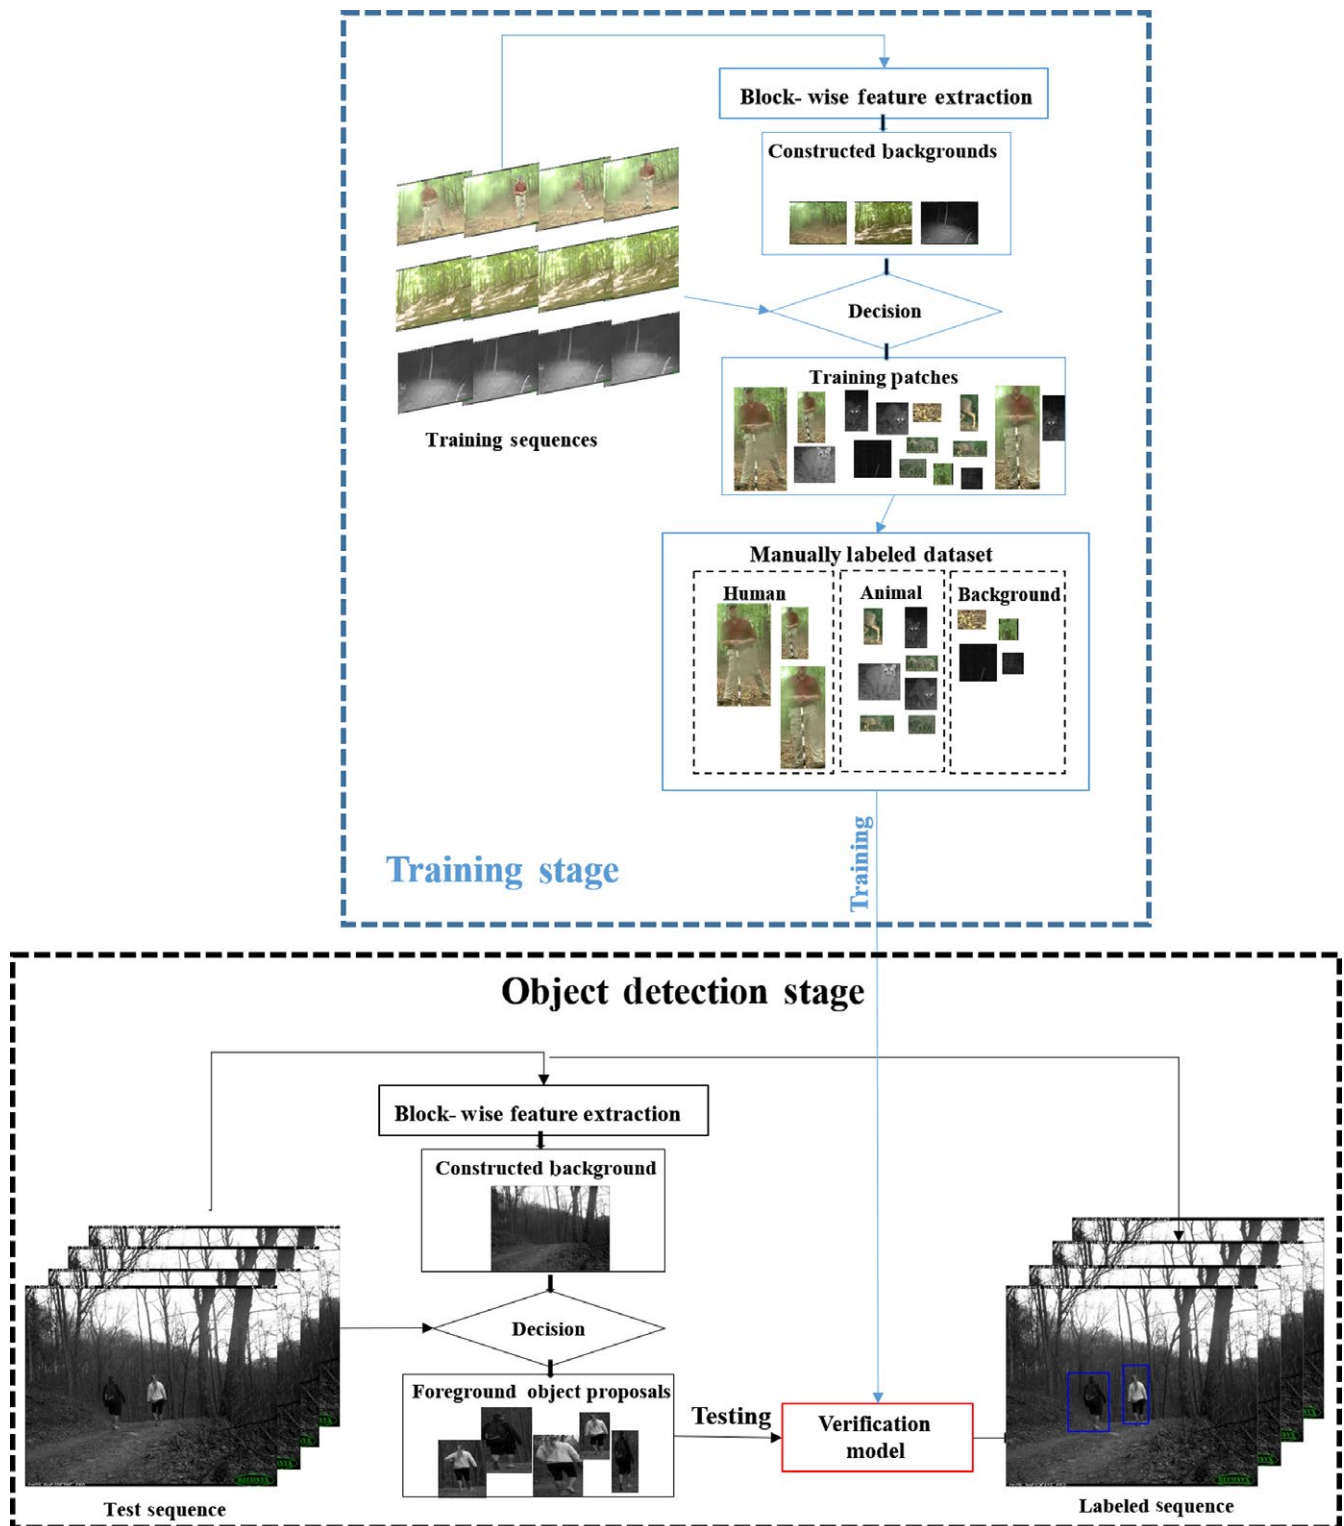 Block- wise feature extraction
Constructed backgrounds
Decision
Training patches
Training sequences
Manually labeled dataset
Human
Animal
Background
Training
Training stage
Object detection stage
Block- wise feature extraction
Constructed background
Decision
Foreground object proposals
Testing
Verification
model
RECONYX
Test sequence
RECONYX
Labeled sequence